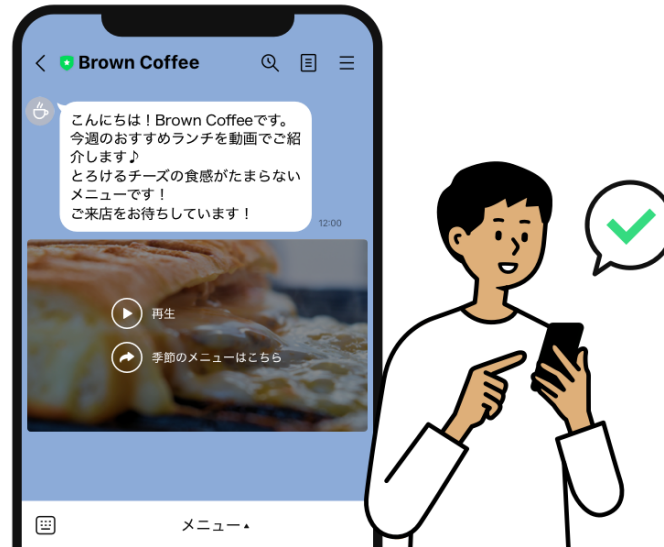 Brown Coffee
こんにちは！Brown Coffeeです。
今週のおすすめランチを動画でご紹
介します♪
とろけるチーズの食感がたまらない
メニューです！
ご来店をお待ちしています！
12:00
再生
季節のメニューはこちら
メニュー▴